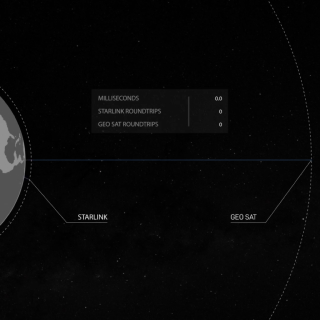 MILLISECONDS 0.0
STARLINK ROUNDTRIPS 0
GEO SAT ROUNDTRIPS 0
STARLINK GEO SAT